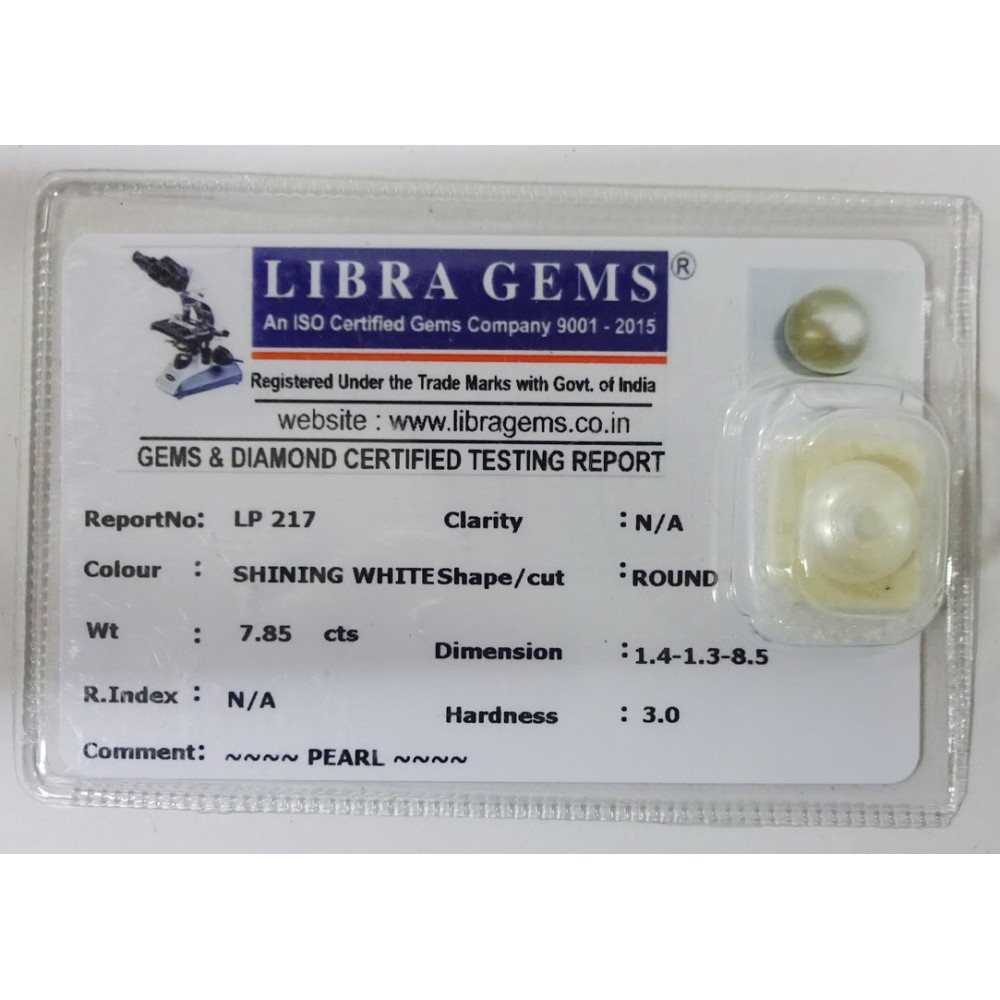 LIBRA GEMS ®
An ISO Certified Gems Company 9001 - 2015
Registered Under the Trade Marks with Govt. of India
website : www.libragems.co.in
GEMS & DIAMOND CERTIFIED TESTING REPORT
ReportNo: LP 217 Clarity : N/A
Colour : SHINING WHITE Shape/cut : ROUND
Wt : 7.85 cts Dimension : 1.4-1.3-8.5
R.Index : N/A Hardness : 3.0
Comment: ~~~~ PEARL ~~~~